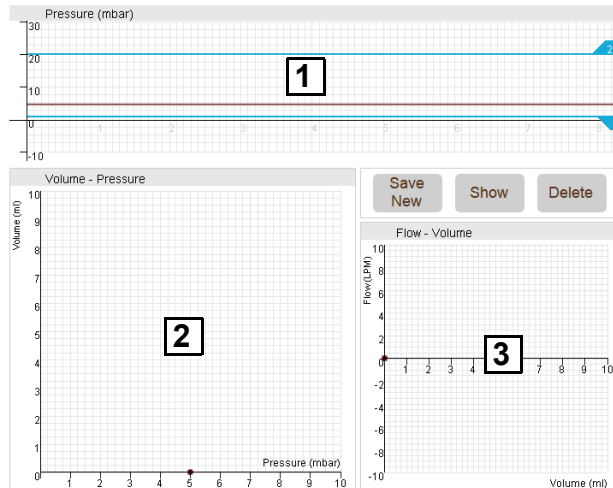 Pressure (mbar)
30
20
2
1
10
0
1 2 3 4 5 6 7 8
-10
Volume - Pressure
10
Volume (ml)
9
8
7
6
5
2
4
3
2
1
Pressure (mbar)
0
1 2 3 4 5 6 7 8 9 10
Save
New
Show
Delete
Flow - Volume
10
Flow(LPM)
8
6
4
2
0
3
1 2 3 4 7 8 9 10
-2
-4
-6
-8
-10
Volume (ml)